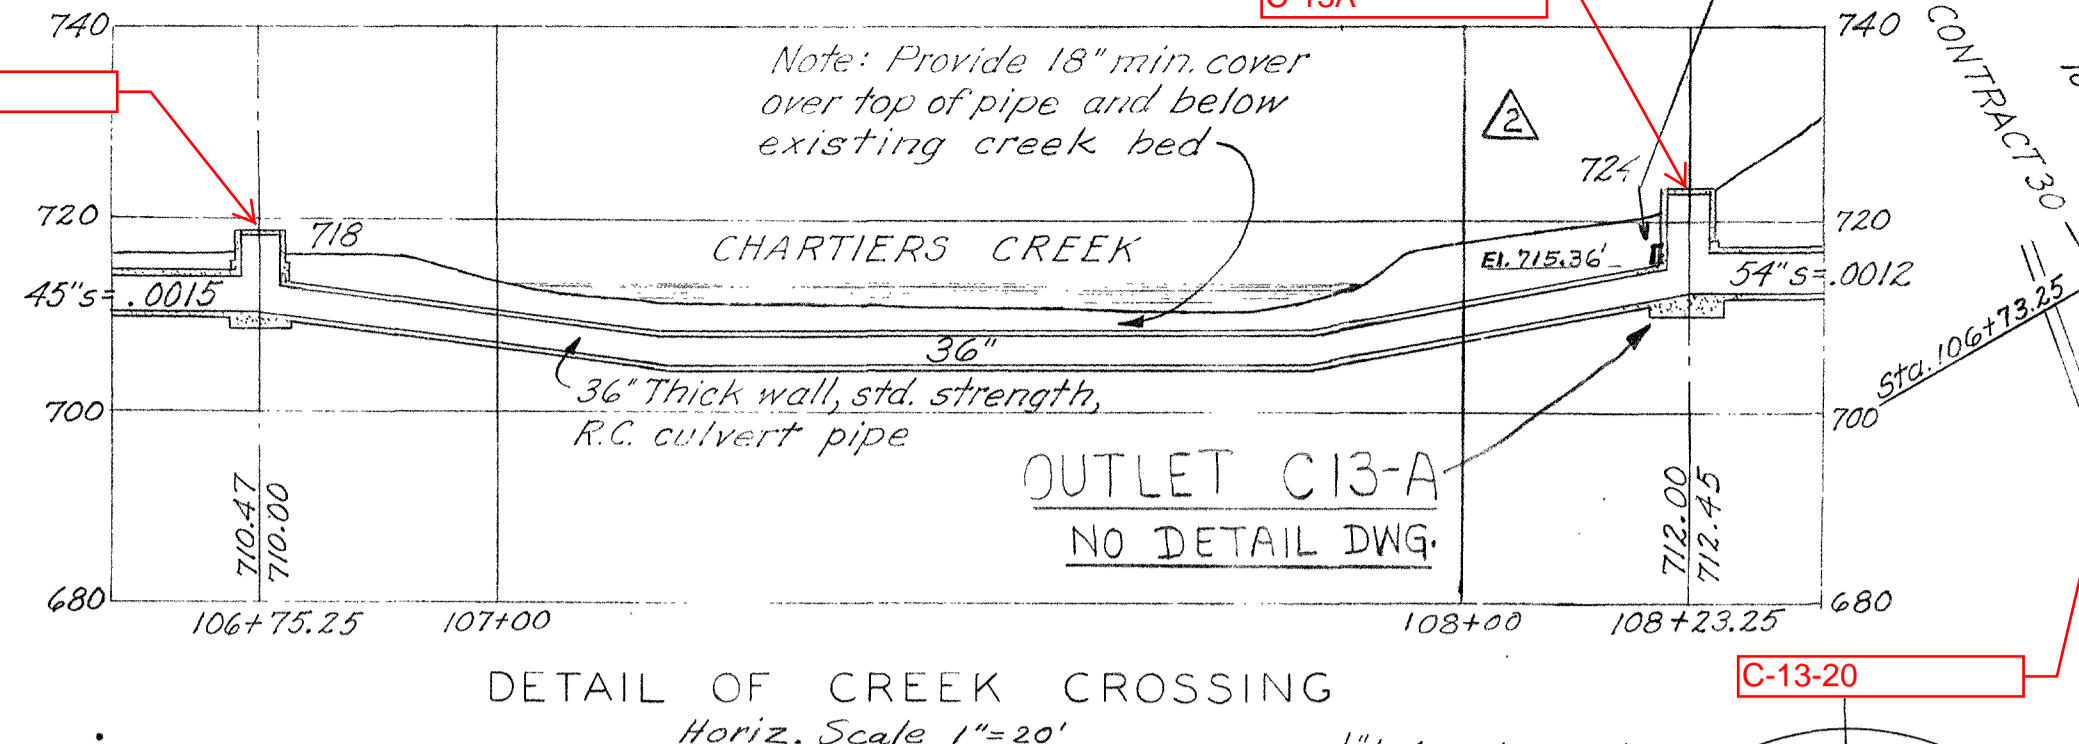 740
740
Note: Provide 18" min. cover
over top of pipe and below
existing creek bed
2
CONTRACT 30
724
720
718
720
CHARTIERS CREEK
El. 715.36'
45" s= .0015
54" s=.0012
Sta. 106+73.25
36"
36" Thick wall, std. strength,
R.C. culvert pipe
700
700
OUTLET C13-A
NO DETAIL DWG.
710.47
710.00
712.00
712.45
680
680
106+75.25
107+00
108+00
108+23.25
C-13-20
DETAIL OF CREEK CROSSING
Horiz. Scale 1"=20'